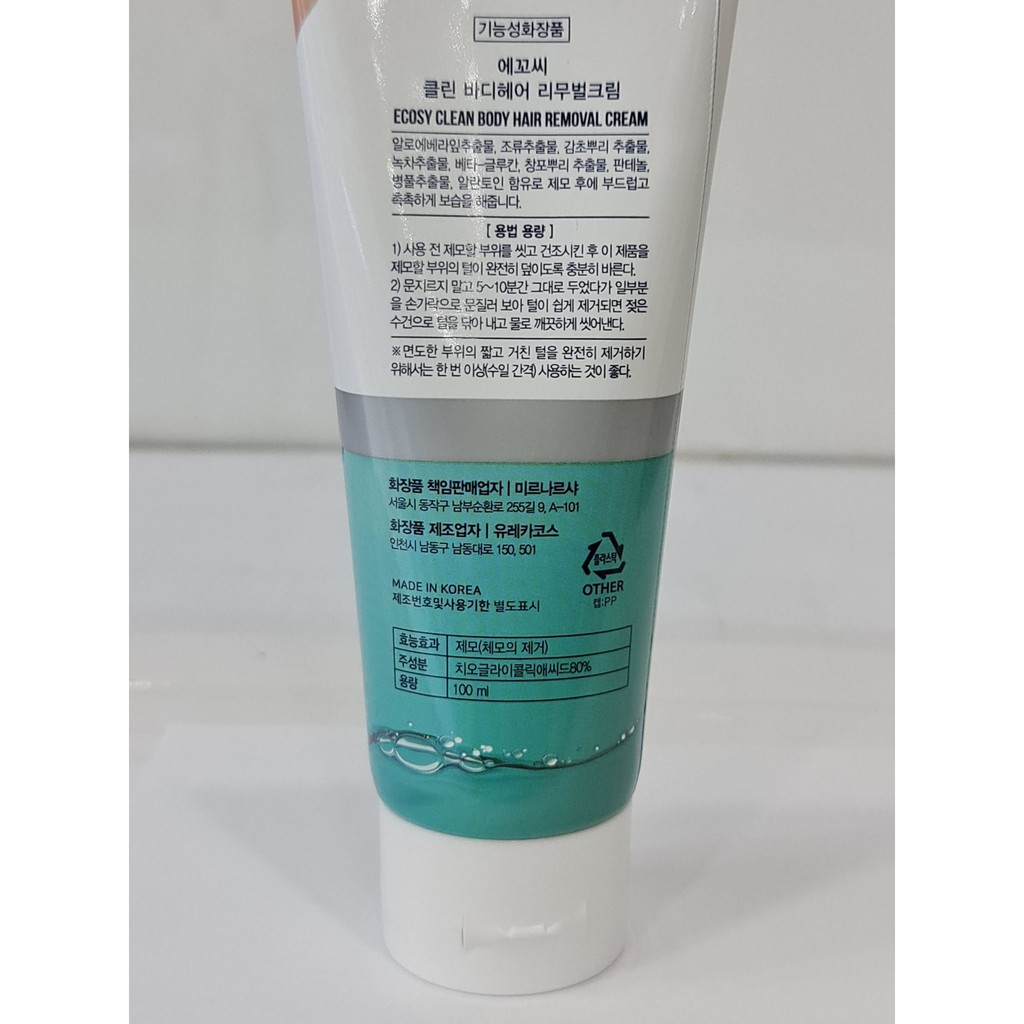 기능성화장품
에꼬씨
클린 바디헤어 리무벌크림
ECOSY CLEAN BODY HAIR REMOVAL CREAM
알로에베라잎추출물, 조류추출물, 감초뿌리 추출물,
녹차추출물, 베타-글루칸, 창포뿌리 추출물, 판테놀,
병풀추출물, 알란토인 함유로 제모 후에 부드럽고
촉촉하게 보습을 해줍니다.
[ 용법 용량 ]
1) 사용 전 제모할 부위를 씻고 건조시킨 후 이 제품을
제모할 부위의 털이 완전히 덮이도록 충분히 바른다.
2) 문지르지 말고 5~10분간 그대로 두었다가 일부분
을 손가락으로 문질러 보아 털이 쉽게 제거되면 젖은
수건으로 털을 닦아 내고 물로 깨끗하게 씻어낸다.
※ 면도한 부위의 짧고 거친 털을 완전히 제거하기
위해서는 한 번 이상(수일 간격) 사용하는 것이 좋다.
화장품 책임판매업자 | 미르나르샤
서울시 동작구 남부순환로 255길 9, A-101
화장품 제조업자 | 유레카코스
인천시 남동구 남동대로 150, 501
플라스틱
OTHER
캡:PP
MADE IN KOREA
제조번호및사용기한 별도표시
효능효과 제모(체모의 제거)
주성분 치오글라이콜릭애씨드80%
용량 100 ml